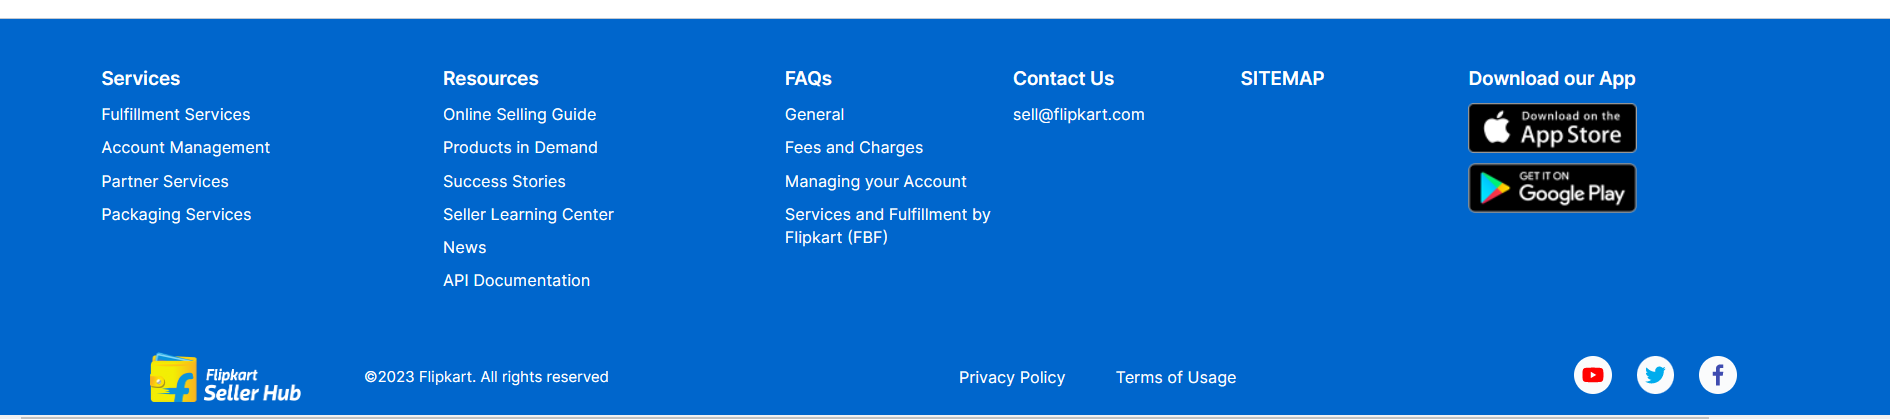 Services
Fulfillment Services
Account Management
Partner Services
Packaging Services
Resources
Online Selling Guide
Products in Demand
Success Stories
Seller Learning Center
News
API Documentation
FAQs
General
Fees and Charges
Managing your Account
Services and Fulfillment by
Flipkart (FBF)
Contact Us
sell@flipkart.com
SITEMAP
Download our App
Download on the
App Store
GET IT ON
Google Play
Flipkart
Seller Hub
©2023 Flipkart. All rights reserved
Privacy Policy
Terms of Usage